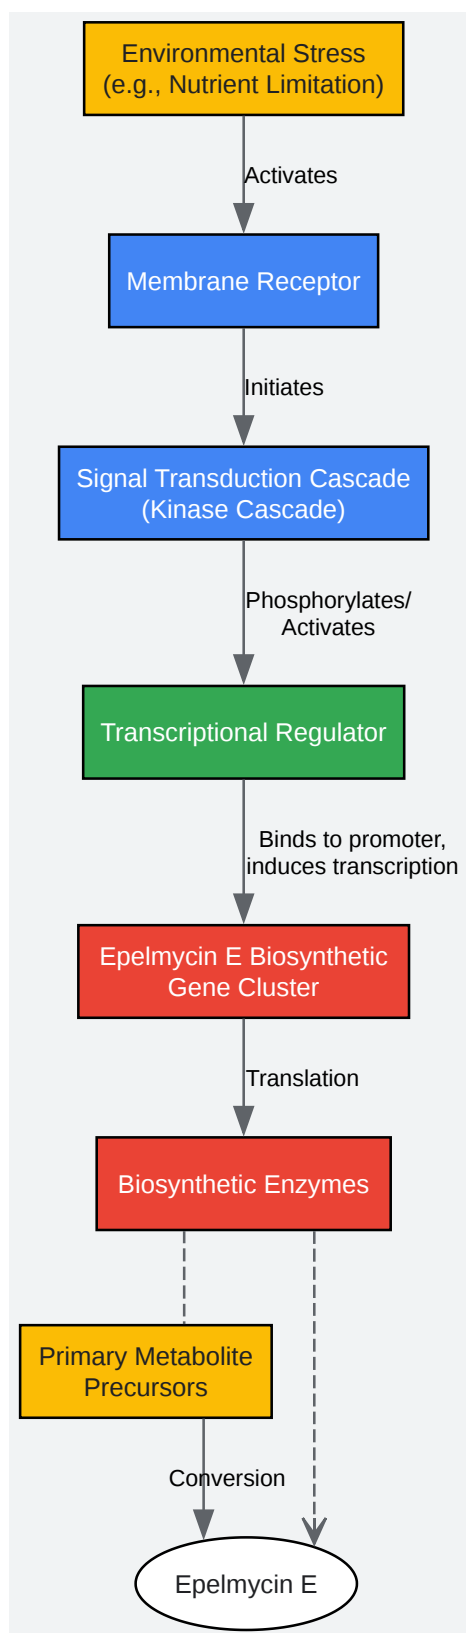 Environmental Stress
(e.g., Nutrient Limitation)
Activates
Membrane Receptor
Initiates
Signal Transduction Cascade
(Kinase Cascade)
Phosphorylates/
Activates
Transcriptional Regulator
Binds to promoter,
induces transcription
Epelmycin E Biosynthetic
Gene Cluster
Translation
Biosynthetic Enzymes
Primary Metabolite
Precursors
Conversion
Epelmycin E